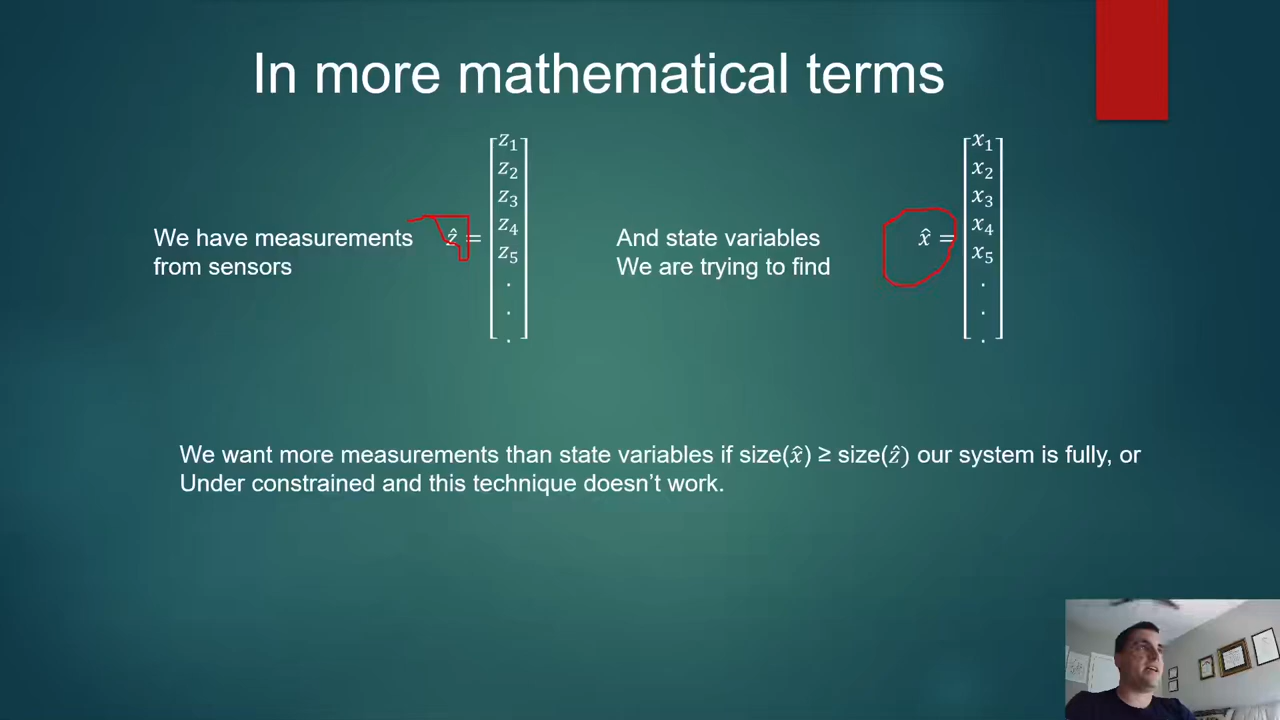 In more mathematical terms
We have measurements
from sensors
ẑ =
z₁
z₂
z₃
z₄
z₅
.
.
.
And state variables
We are trying to find
x̂ =
x₁
x₂
x₃
x₄
x₅
.
.
.
We want more measurements than state variables if size(x̂) ≥ size(ẑ) our system is fully, or
Under constrained and this technique doesn’t work.